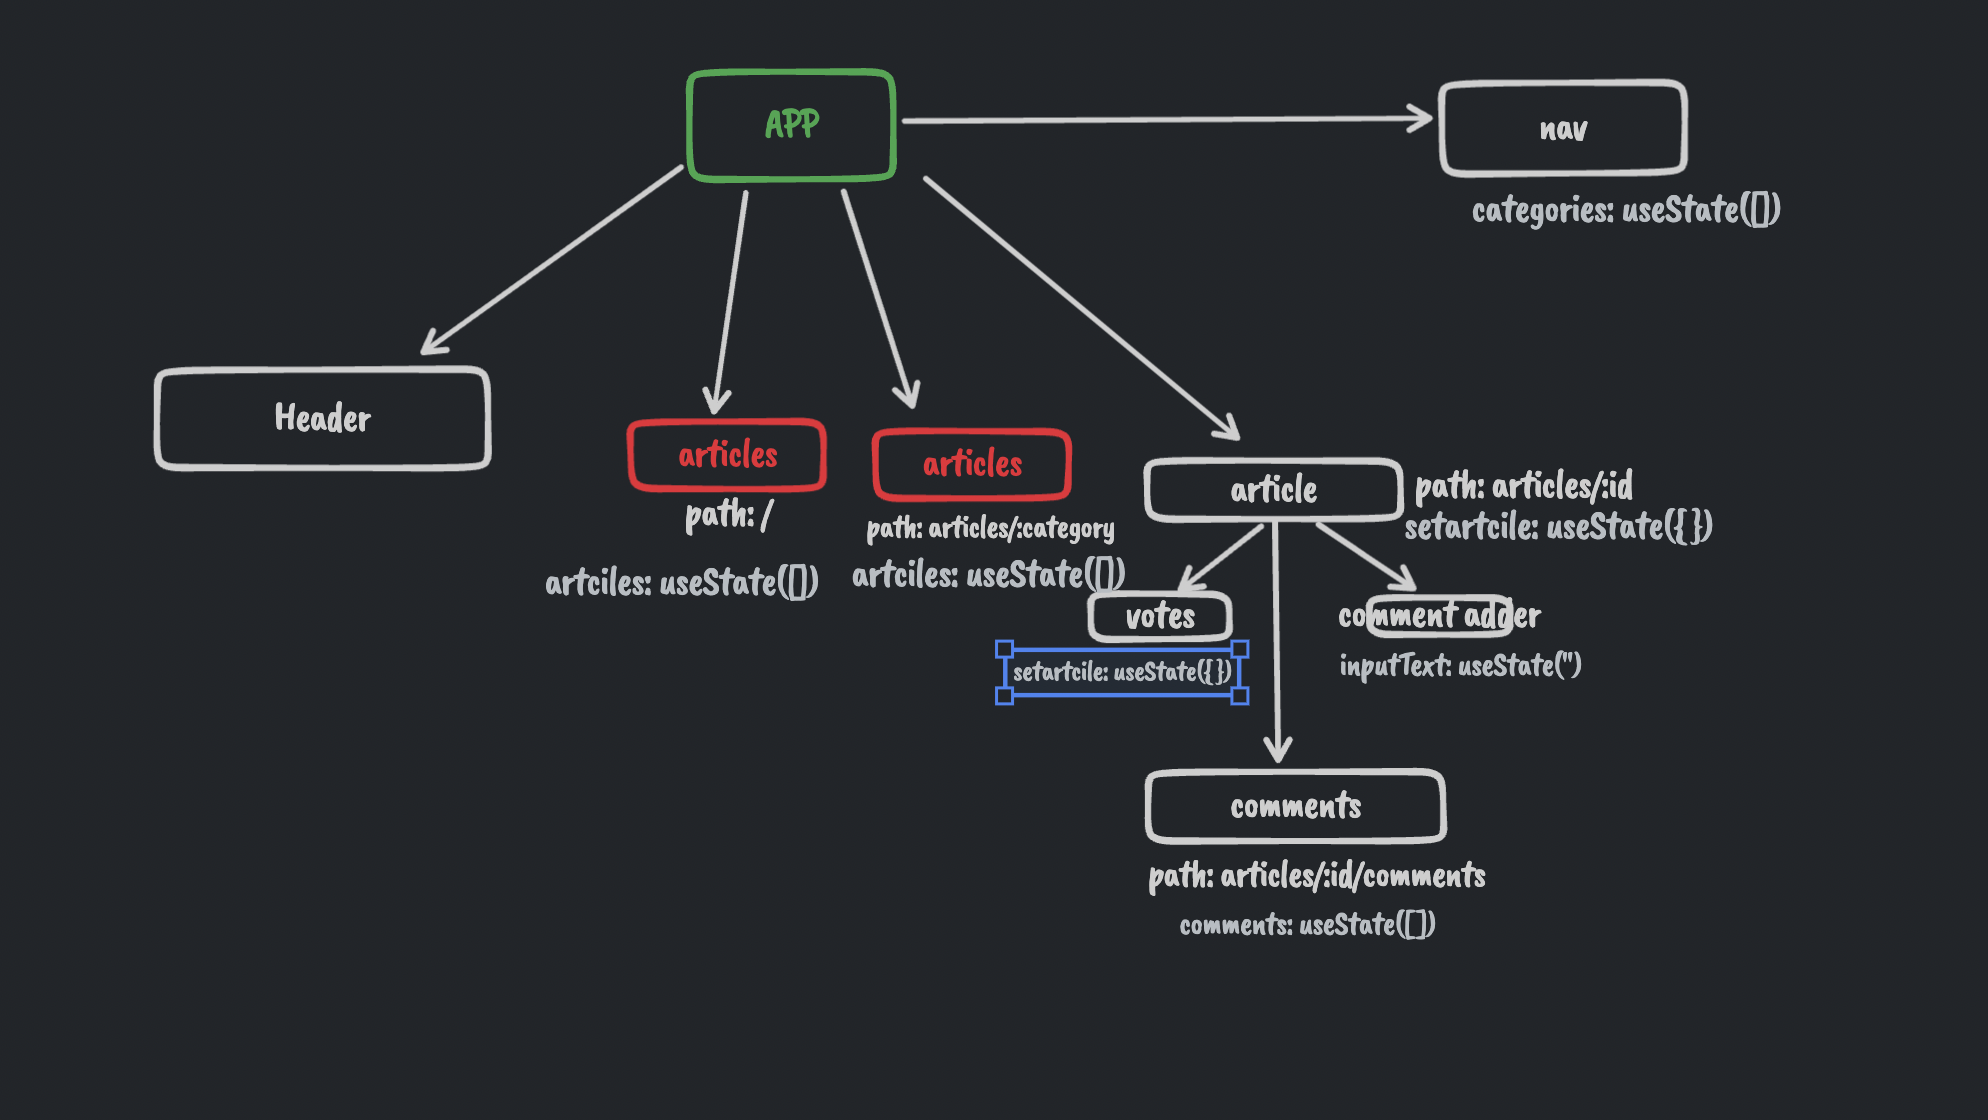 APP
nav
categories: useState([])
Header
articles
path: /
artciles: useState([])
articles
path: articles/:category
artciles: useState([])
article
path: articles/:id
setartcile: useState({ })
votes
setartcile: useState({ })
comment adder
inputText: useState('')
comments
path: articles/:id/comments
comments: useState([])